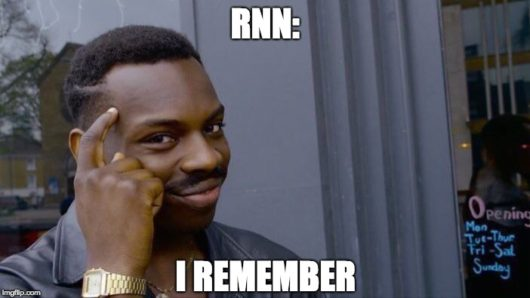 RNN:
Opening
Mon
Tue-Thur
Fri-Sat
Sunday
I REMEMBER
imgflip.com